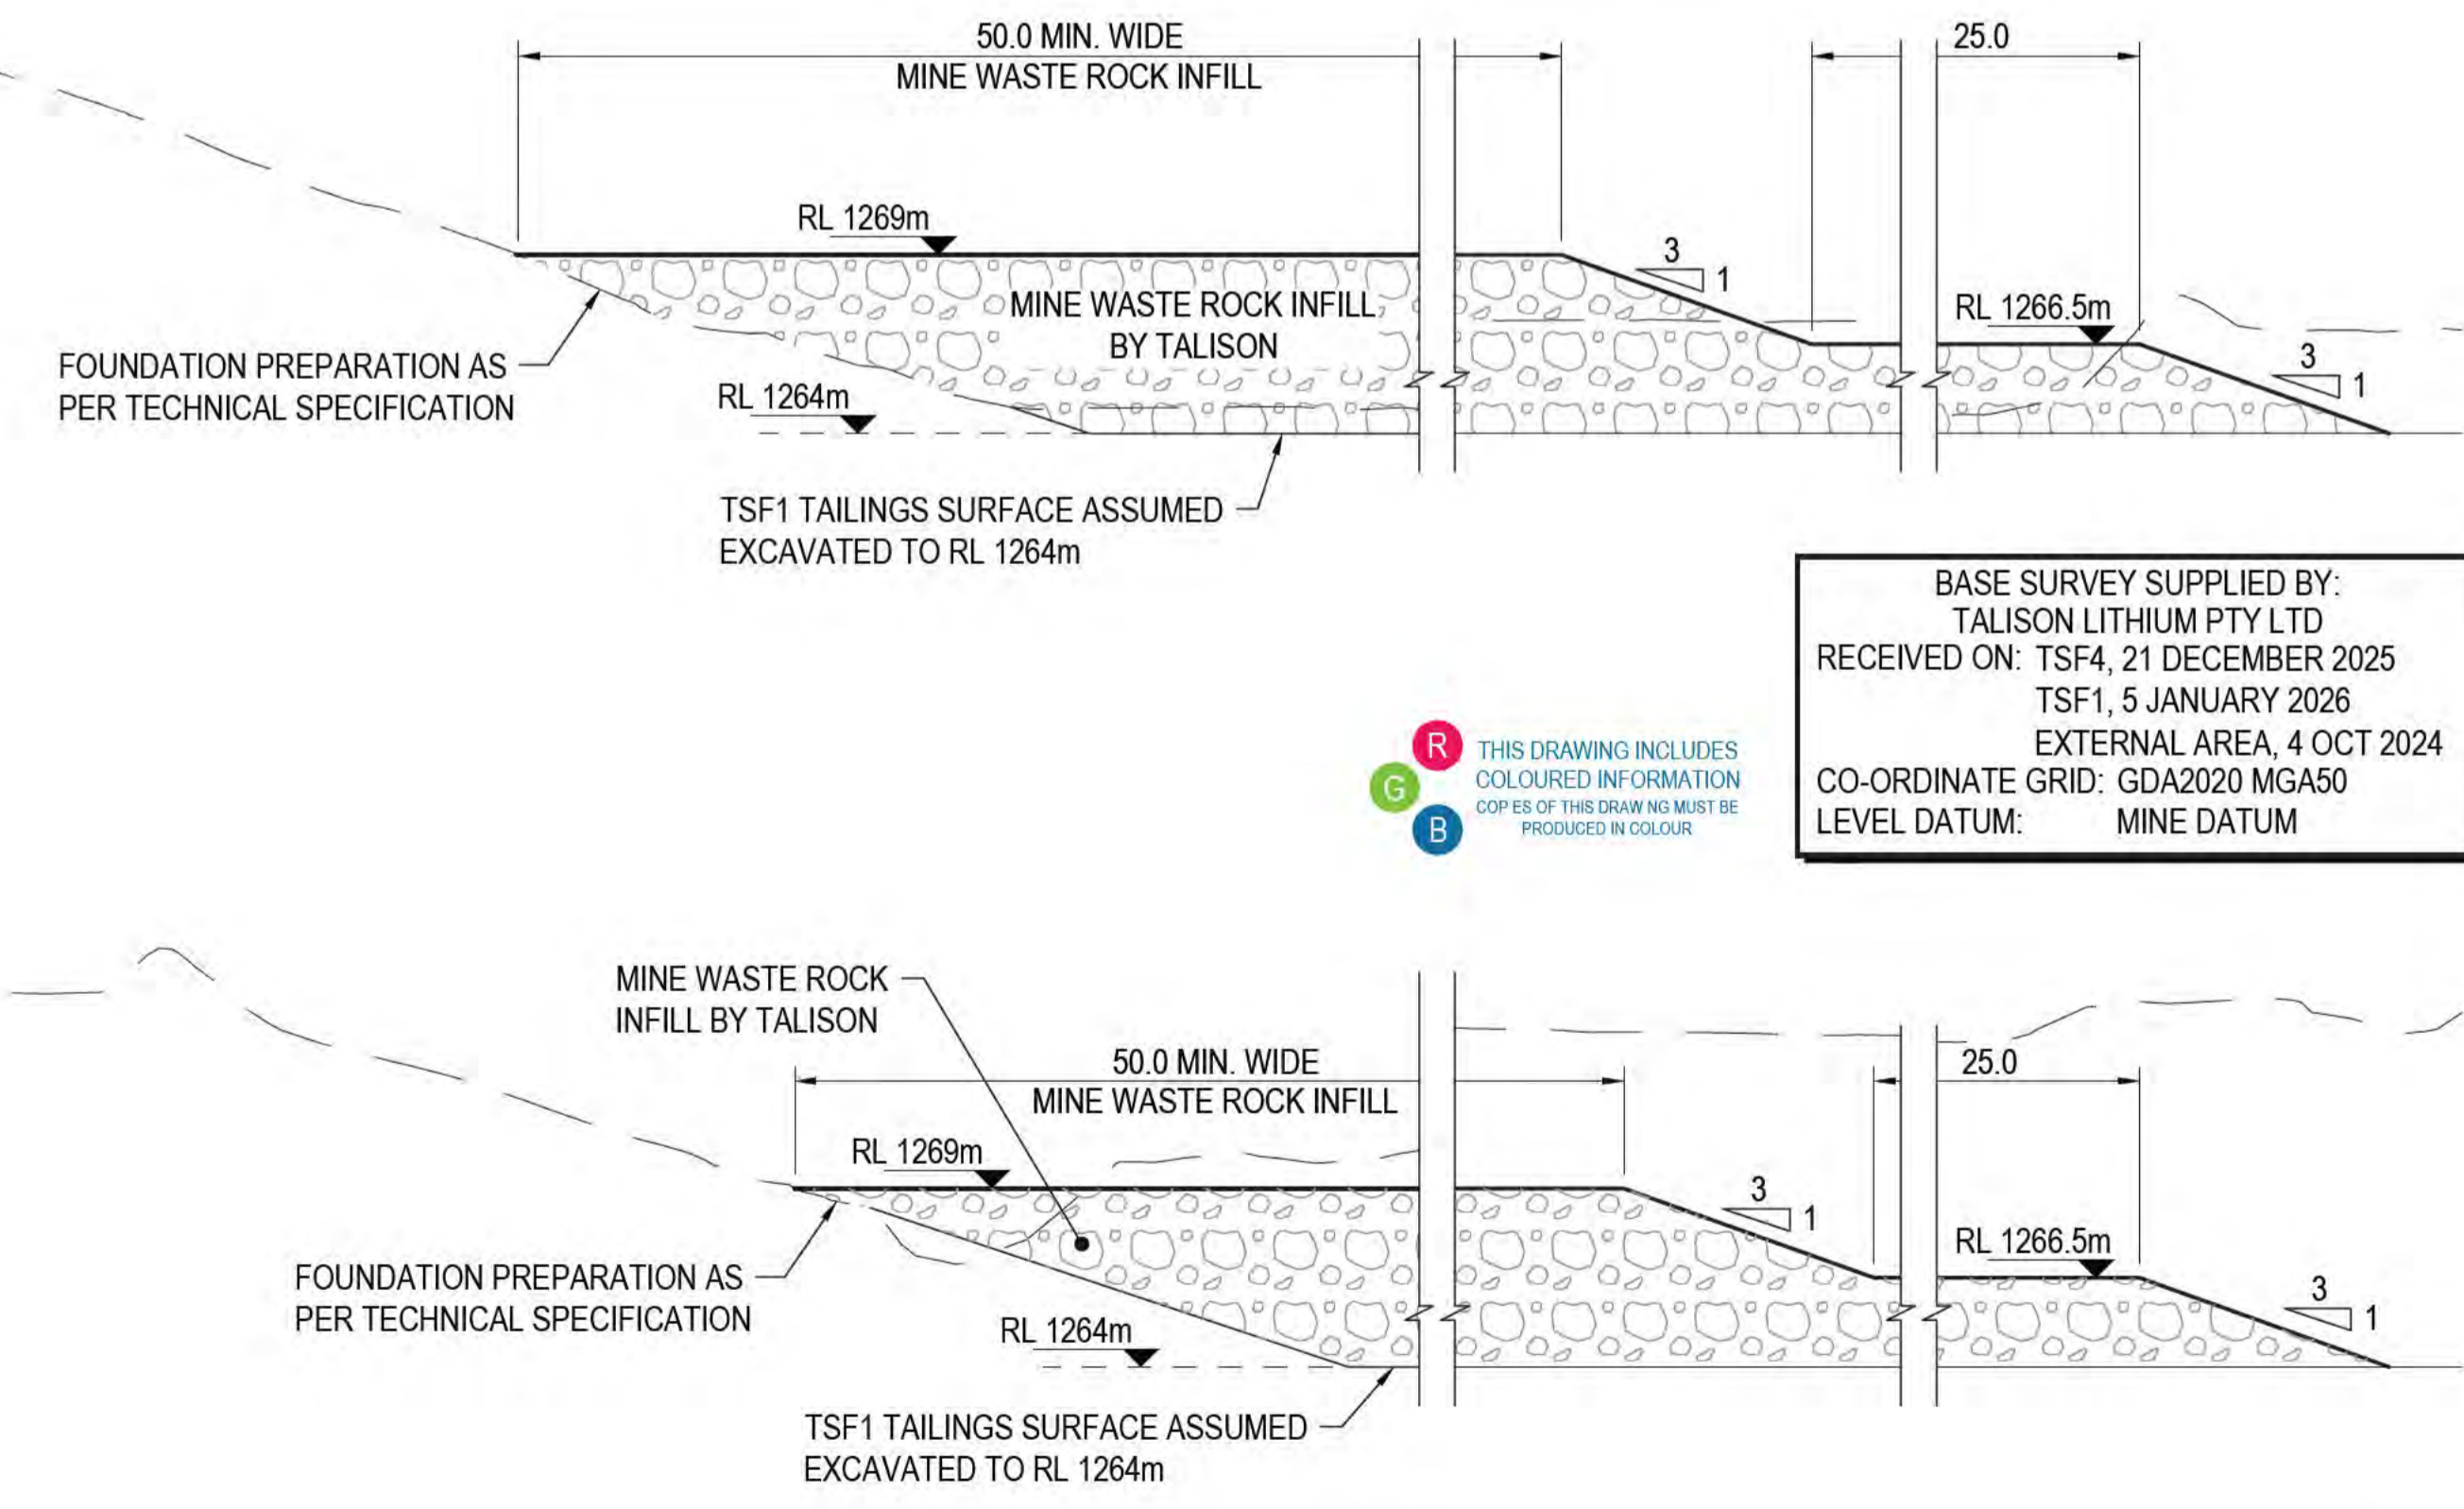 50.0 MIN. WIDE
MINE WASTE ROCK INFILL
25.0
RL 1269m
3
1
MINE WASTE ROCK INFILL
BY TALISON
RL 1266.5m
3
1
FOUNDATION PREPARATION AS
PER TECHNICAL SPECIFICATION
RL 1264m
TSF1 TAILINGS SURFACE ASSUMED
EXCAVATED TO RL 1264m
BASE SURVEY SUPPLIED BY:
TALISON LITHIUM PTY LTD
RECEIVED ON: TSF4, 21 DECEMBER 2025
TSF1, 5 JANUARY 2026
EXTERNAL AREA, 4 OCT 2024
CO-ORDINATE GRID: GDA2020 MGA50
LEVEL DATUM: MINE DATUM
R
G
B
THIS DRAWING INCLUDES
COLOURED INFORMATION
COP ES OF THIS DRAW NG MUST BE
PRODUCED IN COLOUR
MINE WASTE ROCK
INFILL BY TALISON
50.0 MIN. WIDE
MINE WASTE ROCK INFILL
25.0
RL 1269m
3
1
RL 1266.5m
3
1
FOUNDATION PREPARATION AS
PER TECHNICAL SPECIFICATION
RL 1264m
TSF1 TAILINGS SURFACE ASSUMED
EXCAVATED TO RL 1264m